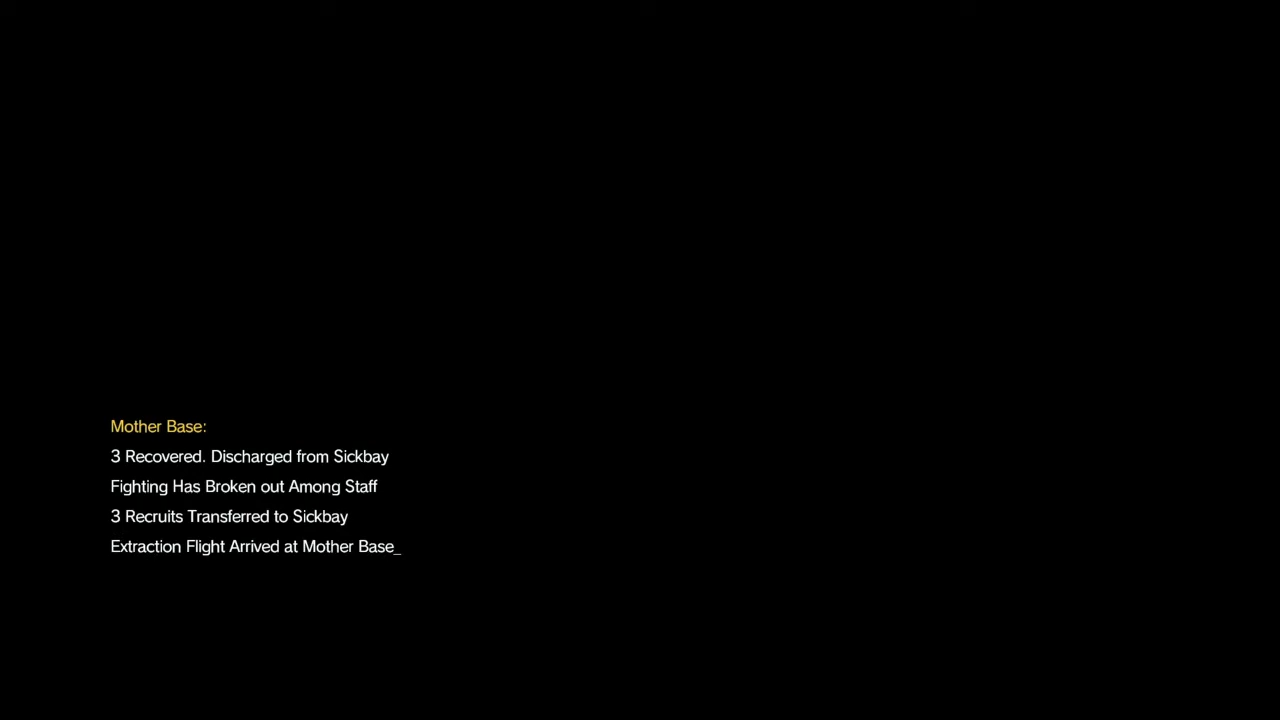 Mother Base:
3 Recovered. Discharged from Sickbay
Fighting Has Broken out Among Staff
3 Recruits Transferred to Sickbay
Extraction Flight Arrived at Mother Base_